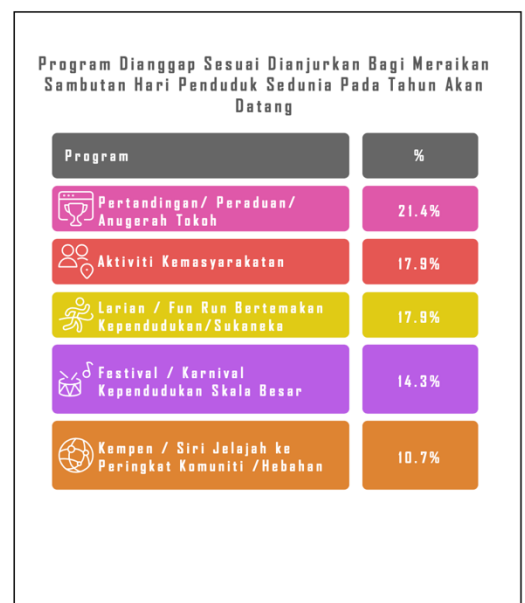 Program Dianggap Sesuai Dianjurkan Bagi Meraikan
Sambutan Hari Penduduk Sedunia Pada Tahun Akan
Datang
Program %
Pertandingan/ Peraduan/
Anugerah Tokoh
21.4%
Aktiviti Kemasyarakatan 17.9%
Larian / Fun Run Bertemakan
Kependudukan/Sukaneka
17.9%
Festival / Karnival
Kependudukan Skala Besar
14.3%
Kempen / Siri Jelajah ke
Peringkat Komuniti /Hebahan
10.7%